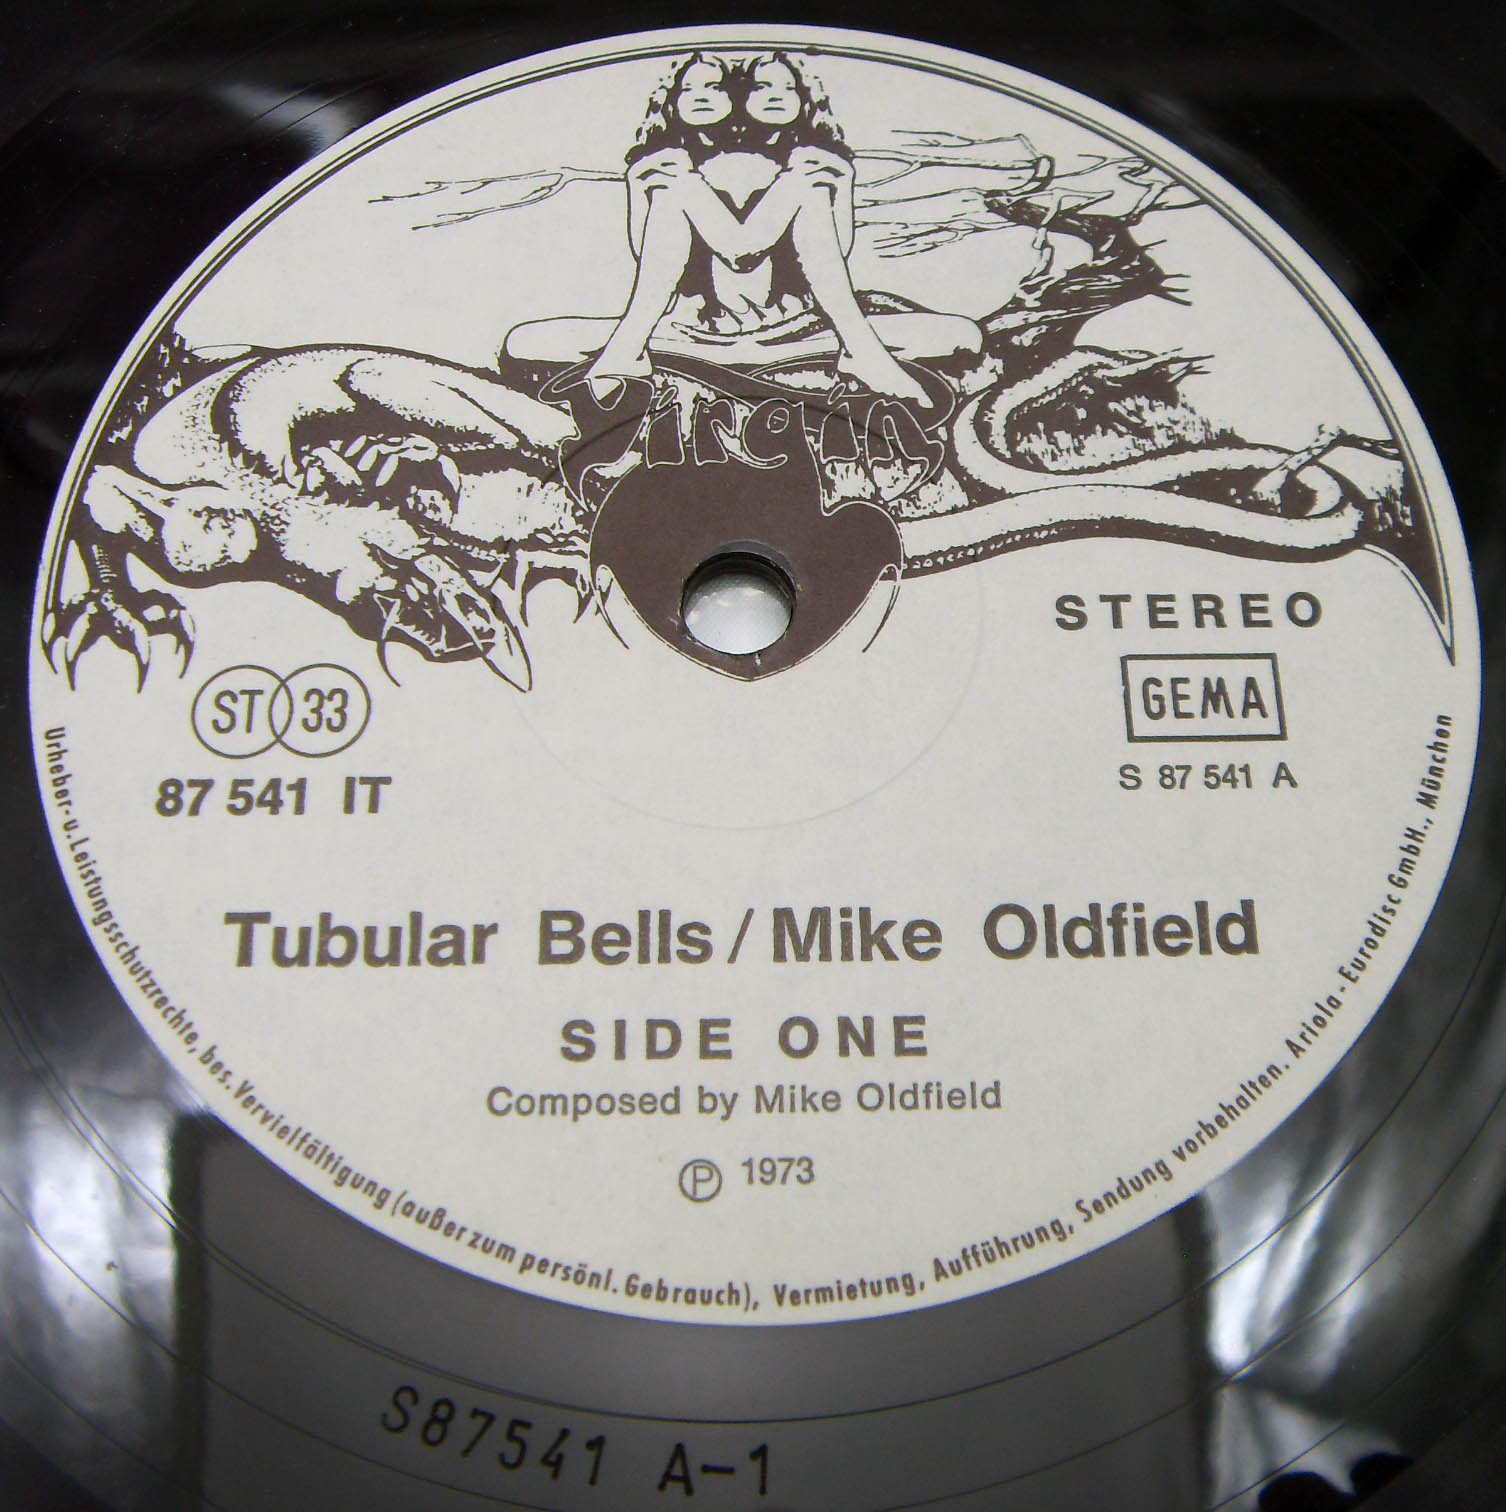 Virgin
STEREO
ST 33
GEMA
87 541 IT
S 87 541 A
Tubular Bells / Mike Oldfield
SIDE ONE
Composed by Mike Oldfield
Ⓟ 1973
Urheber- u. Leistungsschutzrechte, bes. Vervielfältigung (außer zum persönl. Gebrauch), Vermietung, Aufführung, Sendung vorbehalten. Ariola - Eurodisc GmbH., München
S87541 A-1